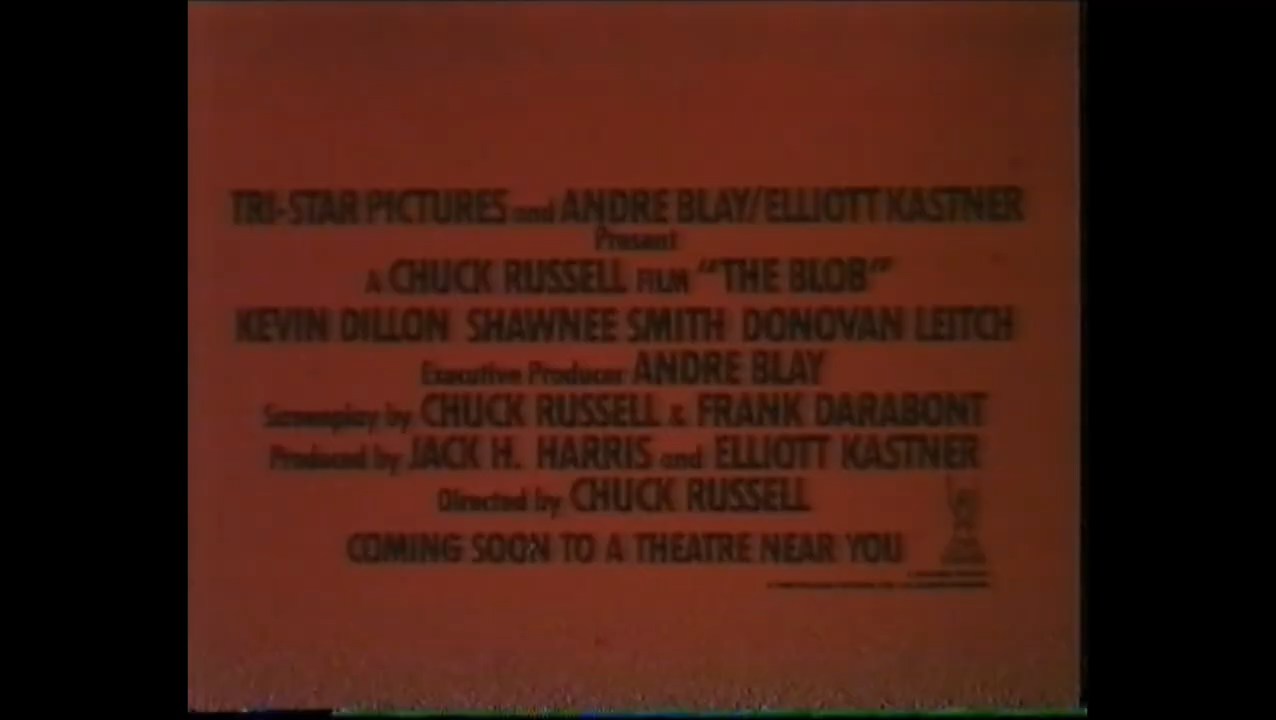 TRI-STAR PICTURES and ANDRE BLAY/ELLIOTT KASTNER
Present
A CHUCK RUSSELL FILM "THE BLOB"
KEVIN DILLON SHAWNEE SMITH DONOVAN LEITCH
Executive Producer ANDRE BLAY
Screenplay by CHUCK RUSSELL & FRANK DARABONT
Produced by JACK H. HARRIS and ELLIOTT KASTNER
Directed by CHUCK RUSSELL
COMING SOON TO A THEATRE NEAR YOU